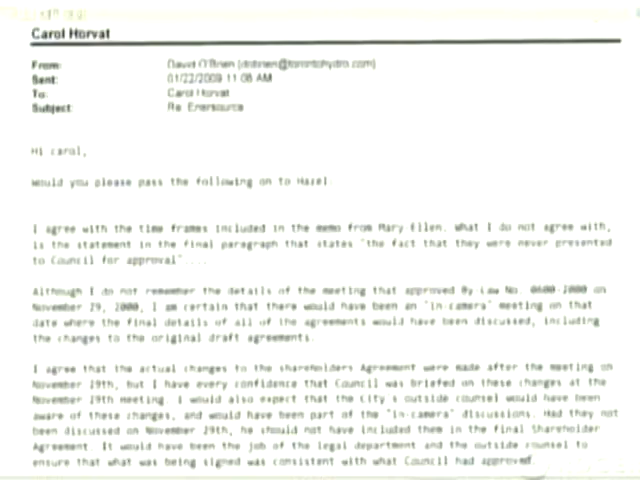 Carol Horvat
From: David O'Brien (dobrien@torontohydro.com)
Sent: 01/22/2009 11:08 AM
To: Carol Horvat
Subject: Re: Enersource
Hi carol,
Would you please pass the following on to Hazel:
I agree with the time frames included in the memo from Mary Ellen. What I do not agree with,
is the statement in the final paragraph that states "the fact that they were never presented
to Council for approval"....
Although I do not remember the details of the meeting that approved By-Law No. 0600-2000 on
November 29, 2000, I am certain that there would have been an "in-camera" meeting on that
date where the final details of all of the agreements would have been discussed, including
the changes to the original draft agreements.
I agree that the actual changes to the shareholders Agreement were made after the meeting on
November 29th, but I have every confidence that Council was briefed on these changes at the
November 29th meeting. I would also expect that the City's outside counsel would have been
aware of these changes, and would have been part of the "in-camera" discussions. Had they not
been discussed on November 29th, he should not have included them in the final Shareholder
Agreement. It would have been the job of the legal department and the outside counsel to
ensure that what was being signed was consistent with what Council had approved.